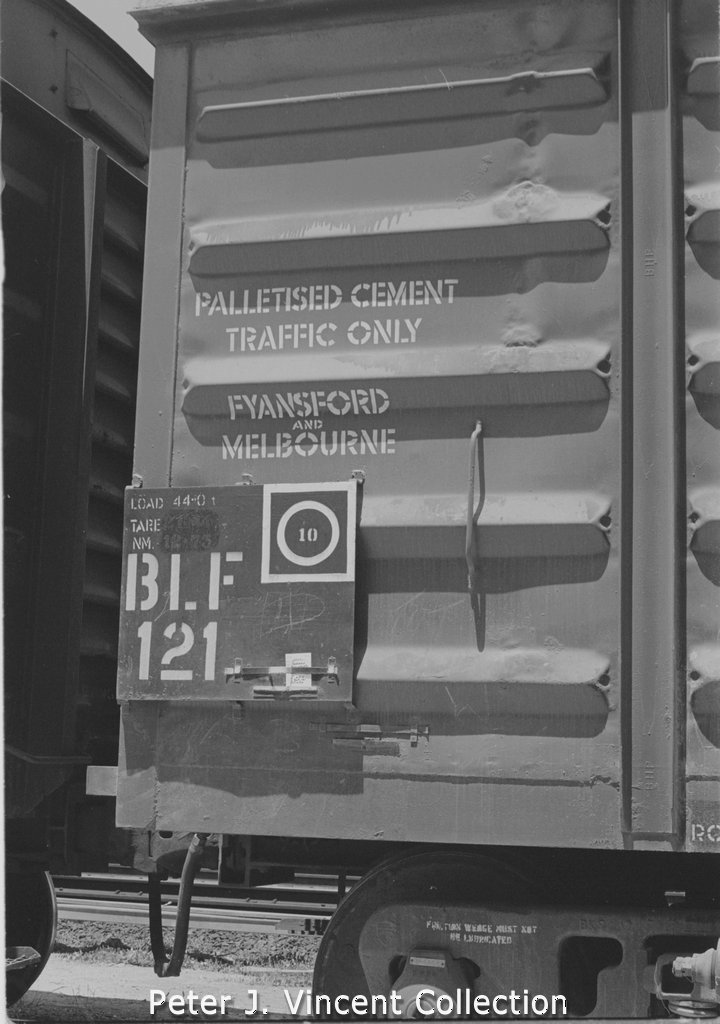 PALLETISED CEMENT
TRAFFIC ONLY
FYANSFORD
AND
MELBOURNE
LOAD 44-0 t
TARE
NM.
10
BLF
121
RO
FRICTION WEDGE MUST NOT
BE LUBRICATED
Peter J. Vincent Collection